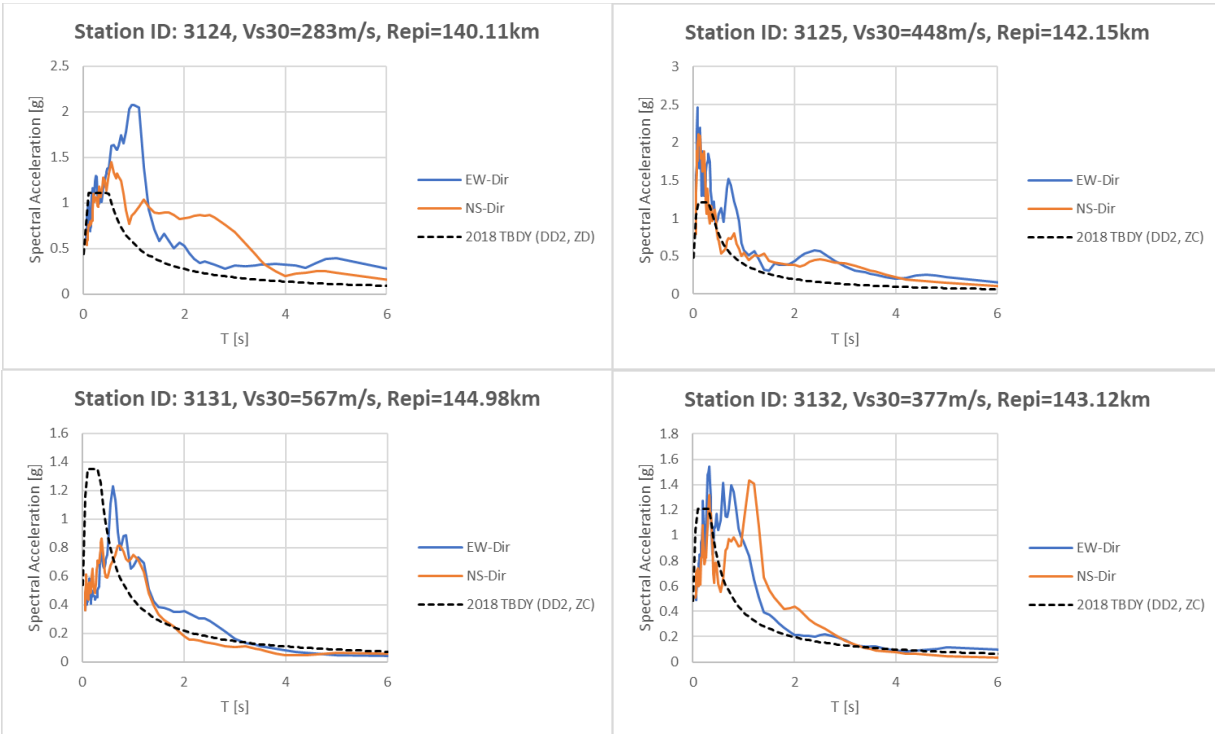 Station ID: 3124, Vs30=283m/s, Repi=140.11km
2.5
2
1.5
1
0.5
0
Spectral Acceleration [g]
0 2 4 6
T [s]
EW-Dir
NS-Dir
2018 TBDY (DD2, ZD)
Station ID: 3125, Vs30=448m/s, Repi=142.15km
3
2.5
2
1.5
1
0.5
0
Spectral Acceleration [g]
0 2 4 6
T [s]
EW-Dir
NS-Dir
2018 TBDY (DD2, ZC)
Station ID: 3131, Vs30=567m/s, Repi=144.98km
1.6
1.4
1.2
1
0.8
0.6
0.4
0.2
0
Spectral Acceleration [g]
0 2 4 6
T [s]
EW-Dir
NS-Dir
2018 TBDY (DD2, ZC)
Station ID: 3132, Vs30=377m/s, Repi=143.12km
1.8
1.6
1.4
1.2
1
0.8
0.6
0.4
0.2
0
Spectral Acceleration [g]
0 2 4 6
T [s]
EW-Dir
NS-Dir
2018 TBDY (DD2, ZC)